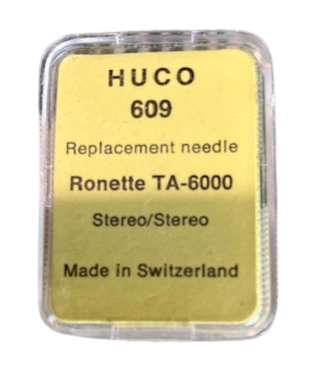 HUCO
609
Replacement needle
Ronette TA-6000
Stereo/Stereo
Made in Switzerland